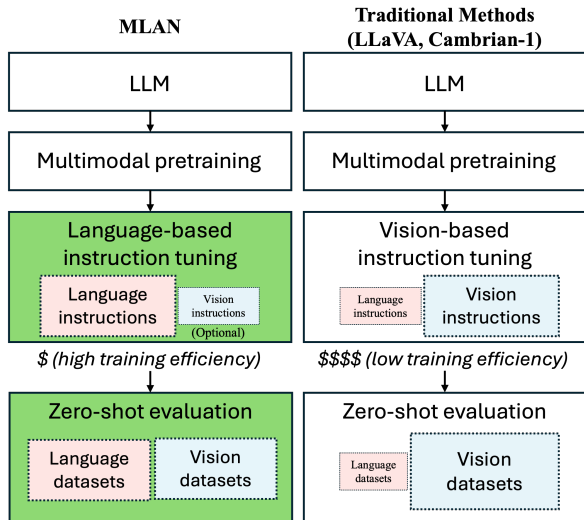 MLAN
LLM
Multimodal pretraining
Language-based
instruction tuning
Language
instructions
Vision
instructions
(Optional)
$ (high training efficiency)
Zero-shot evaluation
Language
datasets
Vision
datasets
Traditional Methods
(LLaVA, Cambrian-1)
LLM
Multimodal pretraining
Vision-based
instruction tuning
Language
instructions
Vision
instructions
$$$$ (low training efficiency)
Zero-shot evaluation
Language
datasets
Vision
datasets